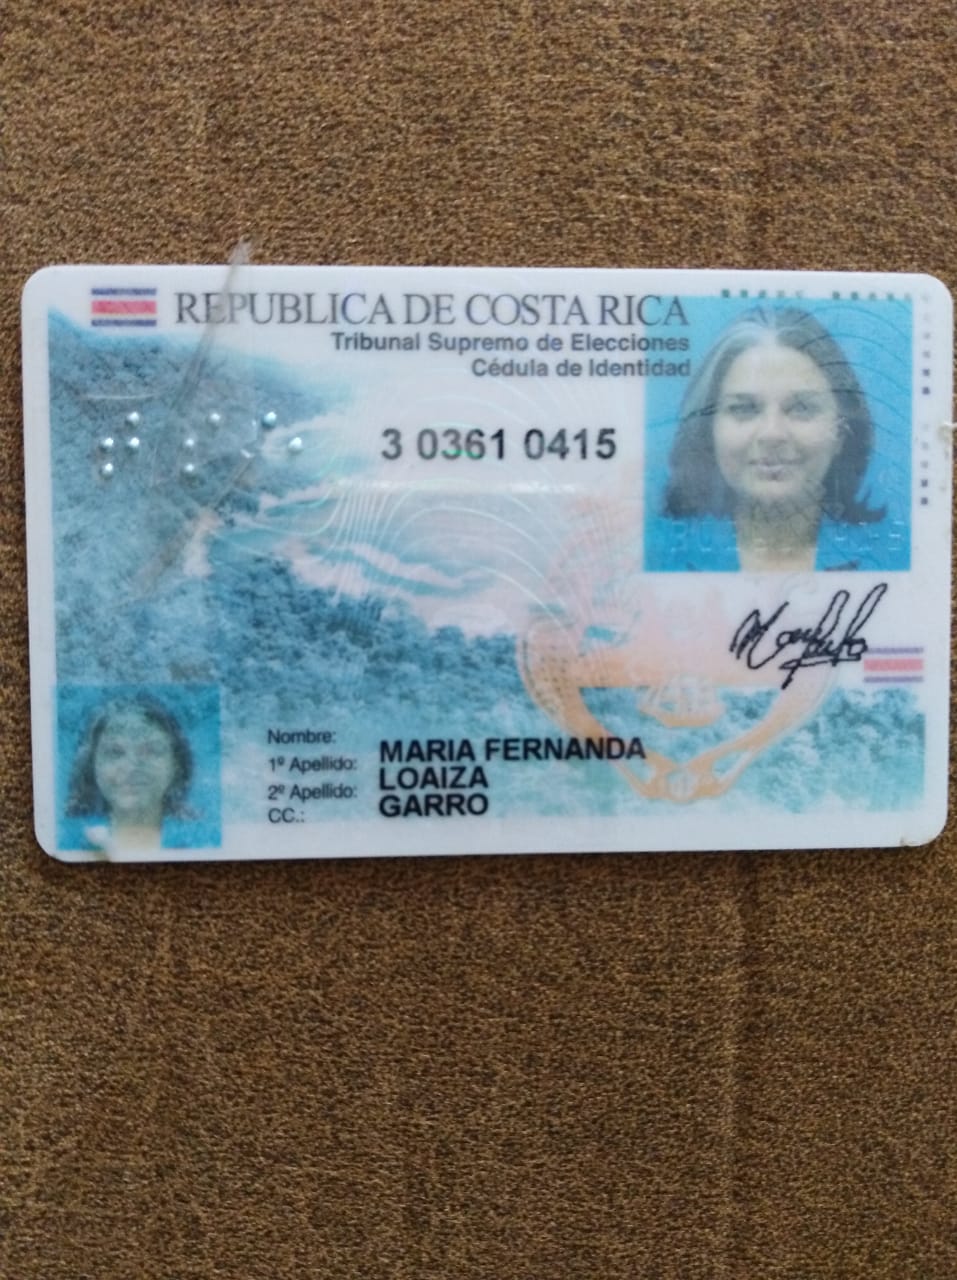 REPUBLICA DE COSTA RICA
Tribunal Supremo de Elecciones
Cédula de Identidad
3 0361 0415
Nombre: MARIA FERNANDA
1º Apellido: LOAIZA
2º Apellido: GARRO
CC.: